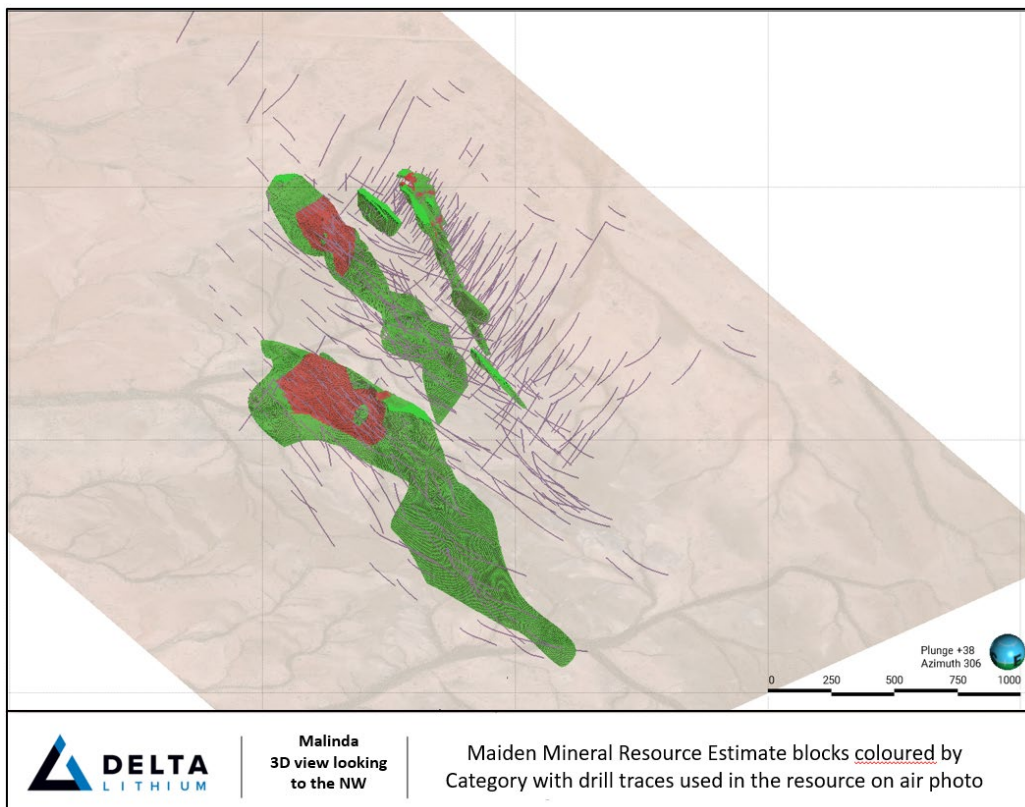 Plunge +38
Azimuth 306
0 250 500 750 1000
DELTA
LITHIUM
Malinda
3D view looking
to the NW
Maiden Mineral Resource Estimate blocks coloured by
Category with drill traces used in the resource on air photo